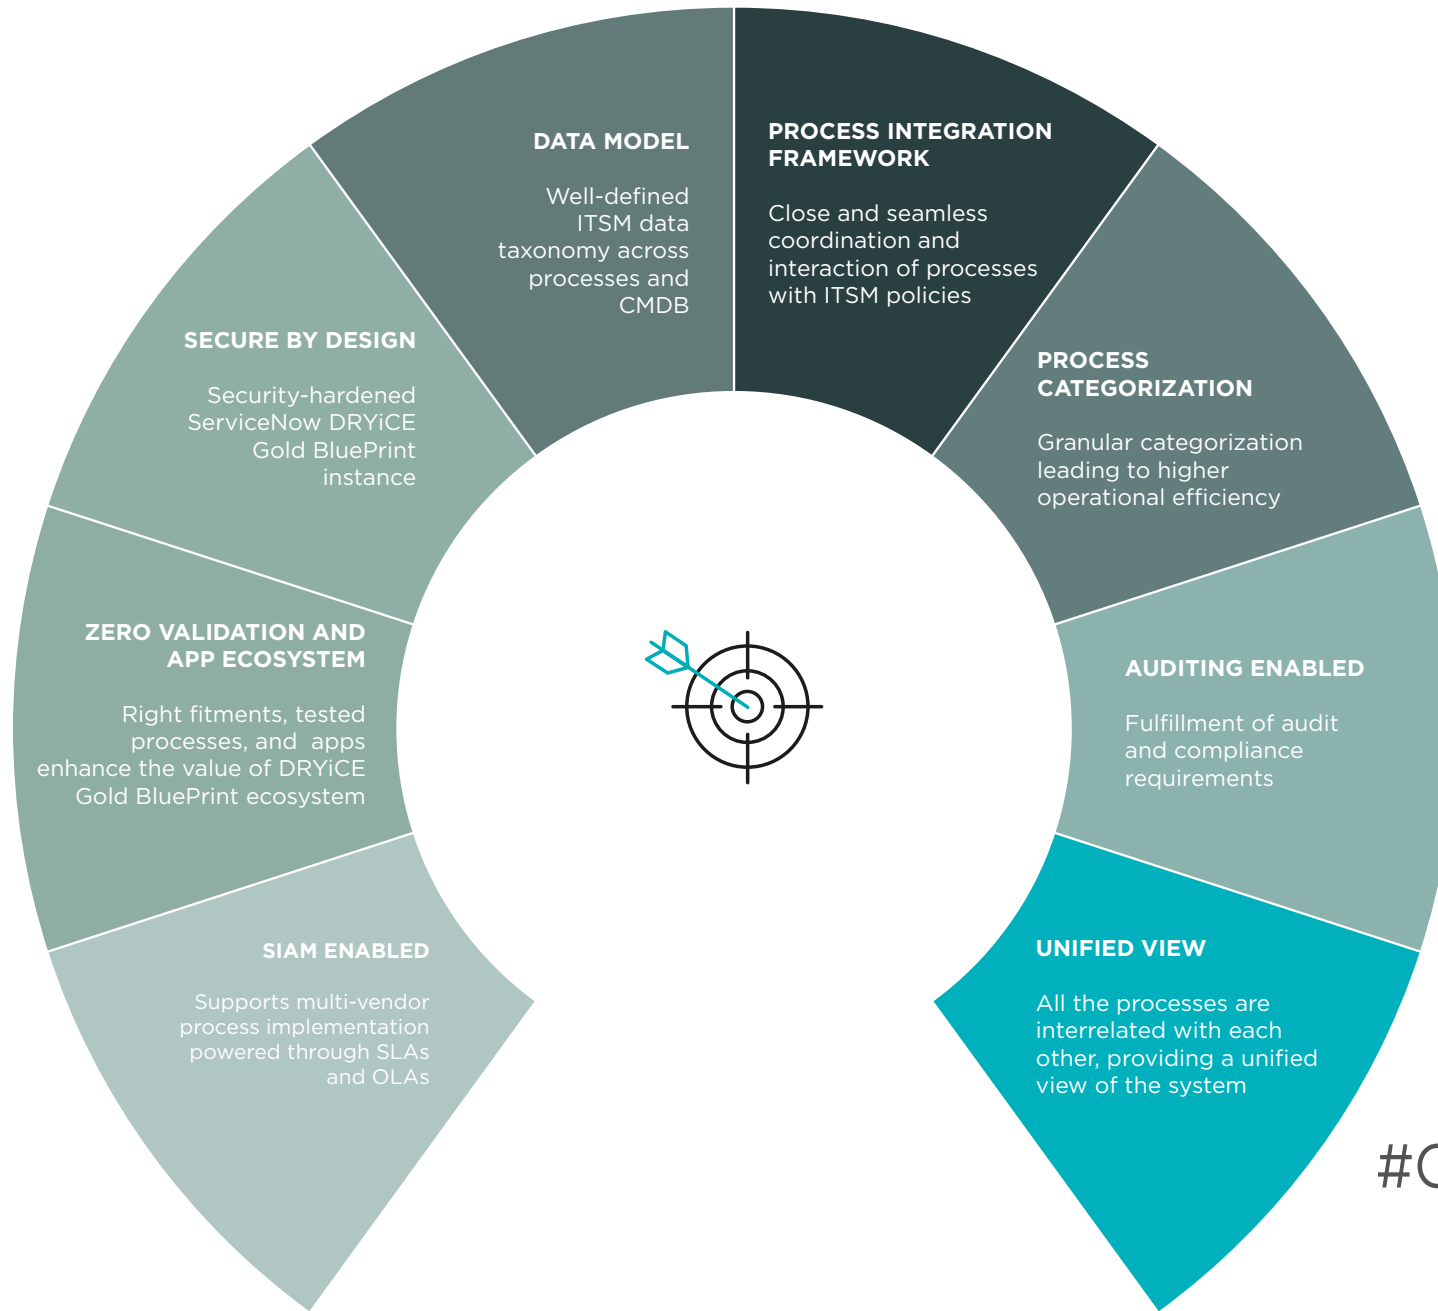 DATA MODEL
Well-defined
ITSM data
taxonomy across
processes and
CMDB
PROCESS INTEGRATION
FRAMEWORK
Close and seamless
coordination and
interaction of processes
with ITSM policies
SECURE BY DESIGN
Security-hardened
ServiceNow DRYiCE
Gold BluePrint
instance
PROCESS
CATEGORIZATION
Granular categorization
leading to higher
operational efficiency
ZERO VALIDATION AND
APP ECOSYSTEM
Right fitments, tested
processes, and apps
enhance the value of DRYiCE
Gold BluePrint ecosystem
AUDITING ENABLED
Fulfillment of audit
and compliance
requirements
SIAM ENABLED
Supports multi-vendor
process implementation
powered through SLAs
and OLAs
UNIFIED VIEW
All the processes are
interrelated with each
other, providing a unified
view of the system